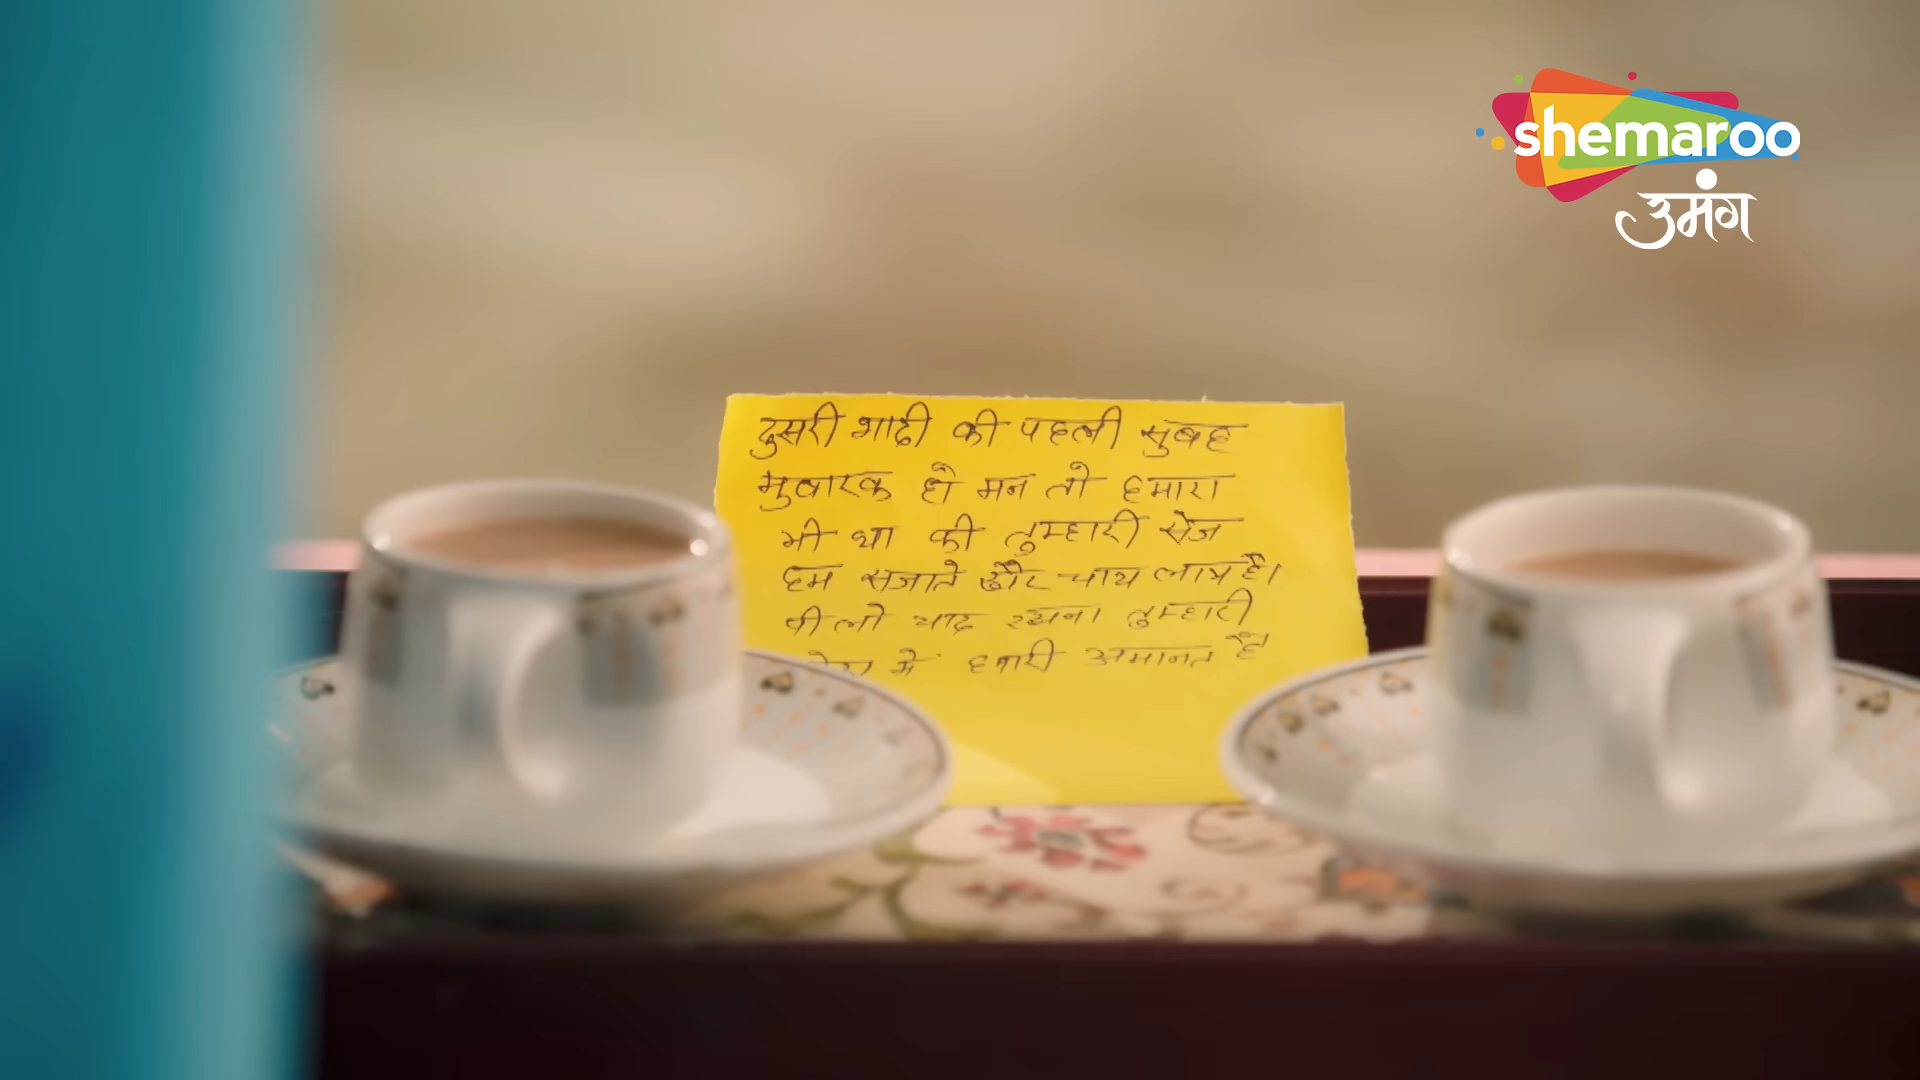 shemaroo
उमंग
दुसरी शादी की पहली सुबह
मुबारक हो मन तो हमारा
भी था की तुम्हारी सेज
हम सजाते और चाय लाए है।
पी लो याद रखना तुम्हारी
में हमारी अमानत है